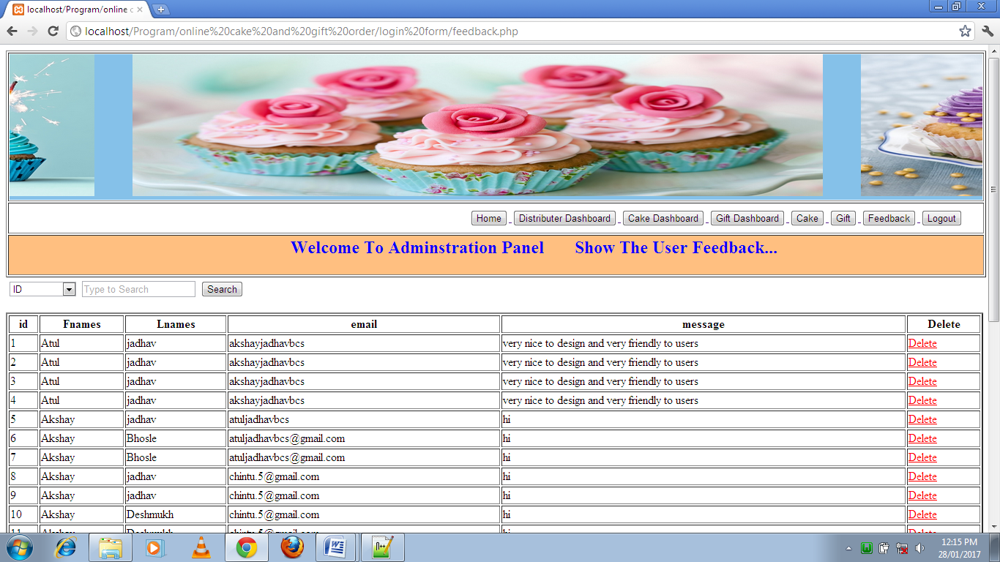 localhost/Program/online c
localhost/Program/online%20cake%20and%20gift%20order/login%20form/feedback.php
Home Distributer Dashboard Cake Dashboard Gift Dashboard Cake Gift Feedback Logout
Welcome To Adminstration Panel Show The User Feedback...
ID Type to Search Search
id Fnames Lnames email message Delete
1 Atul jadhav akshayjadhavbcs very nice to design and very friendly to users Delete
2 Atul jadhav akshayjadhavbcs very nice to design and very friendly to users Delete
3 Atul jadhav akshayjadhavbcs very nice to design and very friendly to users Delete
4 Atul jadhav akshayjadhavbcs very nice to design and very friendly to users Delete
5 Akshay jadhav atuljadhavbcs hi Delete
6 Akshay Bhosle atuljadhavbcs@gmail.com hi Delete
7 Akshay Bhosle atuljadhavbcs@gmail.com hi Delete
8 Akshay jadhav chintu.5@gmail.com hi Delete
9 Akshay jadhav chintu.5@gmail.com hi Delete
10 Akshay Deshmukh chintu.5@gmail.com hi Delete
11 Akshay Deshmukh chintu.5@gmail.com hi Delete
12:15 PM
28/01/2017